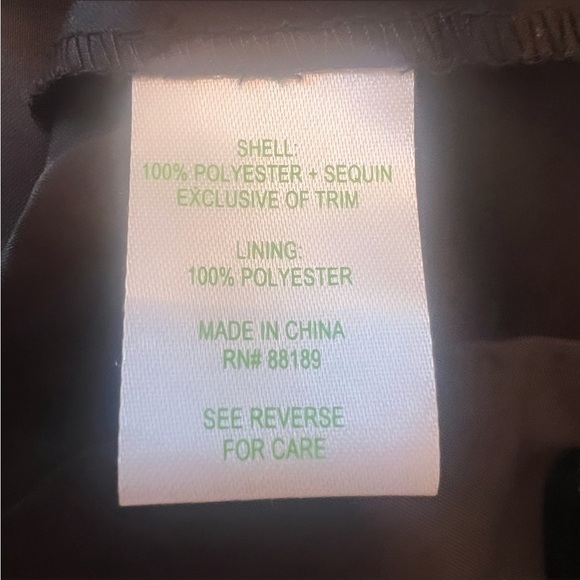 SHELL:
100% POLYESTER + SEQUIN
EXCLUSIVE OF TRIM
LINING:
100% POLYESTER
MADE IN CHINA
RN# 88189
SEE REVERSE
FOR CARE